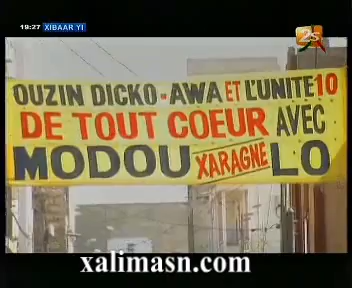 19:27 XIBAAR YI
2S
OUZIN DICKO - AWA ET L'UNITE 10
DE TOUT COEUR AVEC
MODOU XARAGNE LO
xalimasn.com